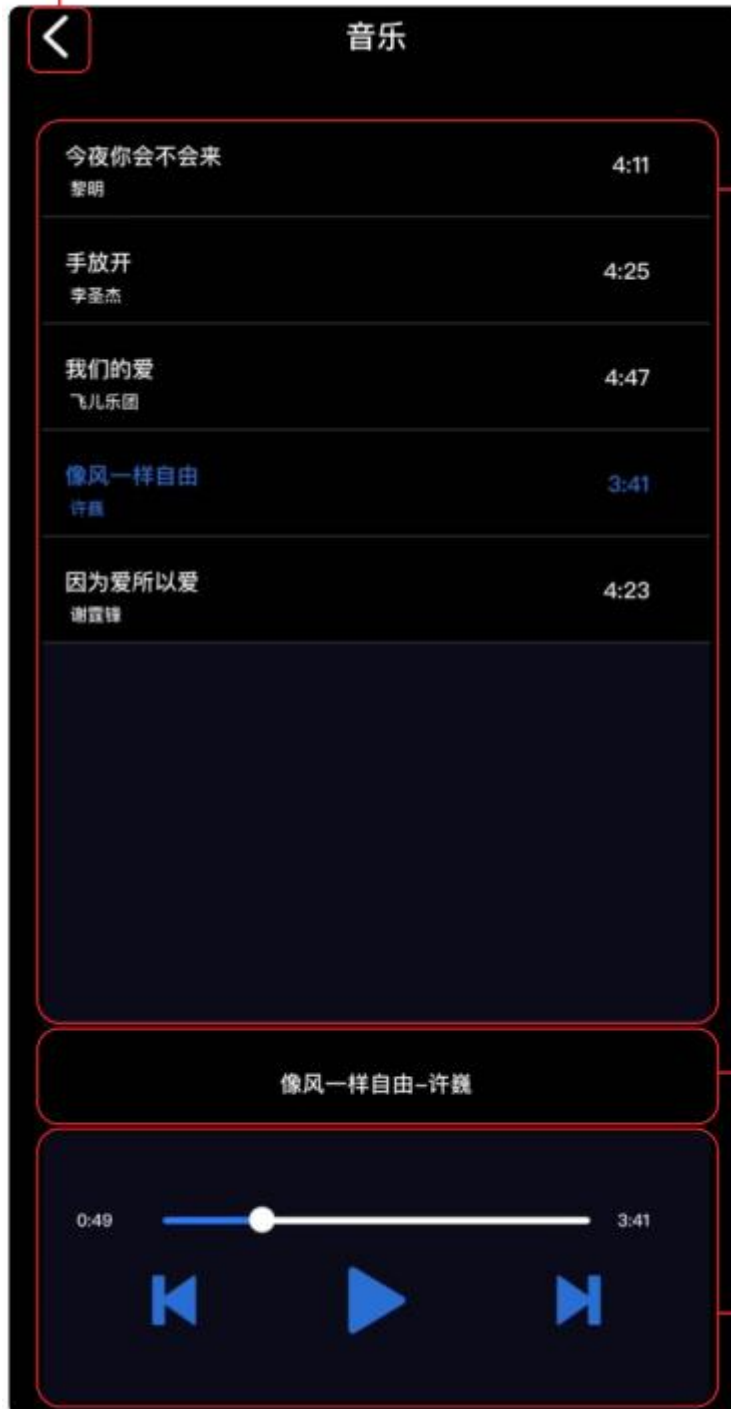 音乐
今夜你会不会来
4:11
黎明
手放开
4:25
李圣杰
我们的爱
4:47
飞儿乐团
像风一样自由
3:41
许巍
因为爱所以爱
4:23
谢霆锋
像风一样自由-许巍
0:49
3:41